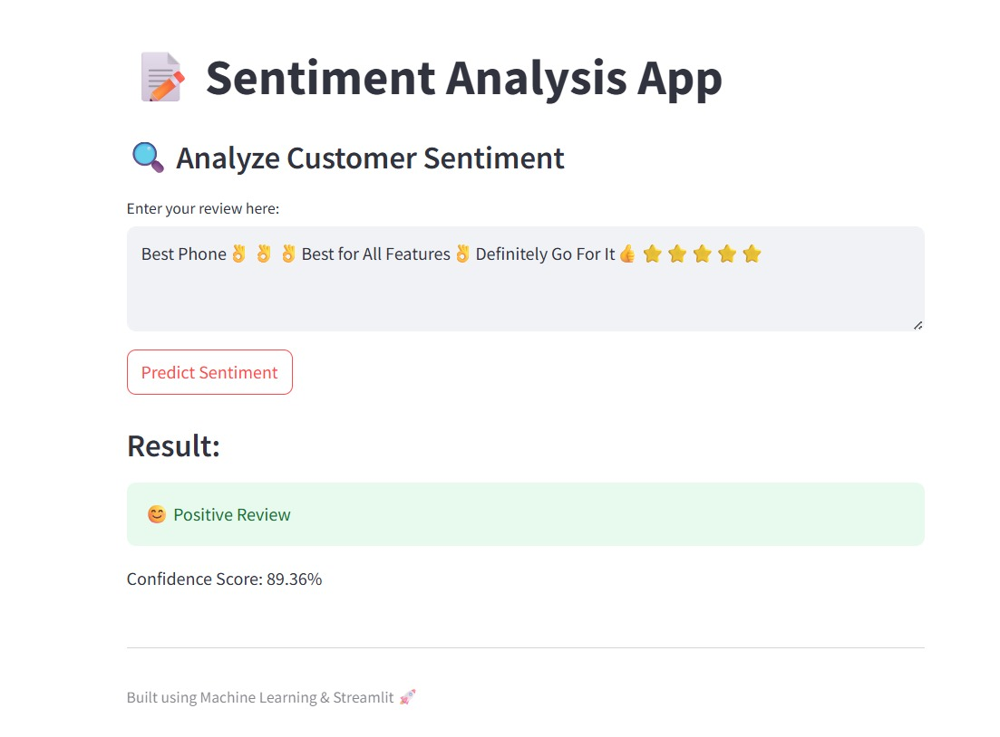 📝 Sentiment Analysis App
🔍 Analyze Customer Sentiment
Enter your review here:
Best Phone👌 👌 👌Best for All Features👌Definitely Go For It👍⭐⭐⭐⭐⭐
Predict Sentiment
Result:
😊 Positive Review
Confidence Score: 89.36%
Built using Machine Learning & Streamlit 🚀